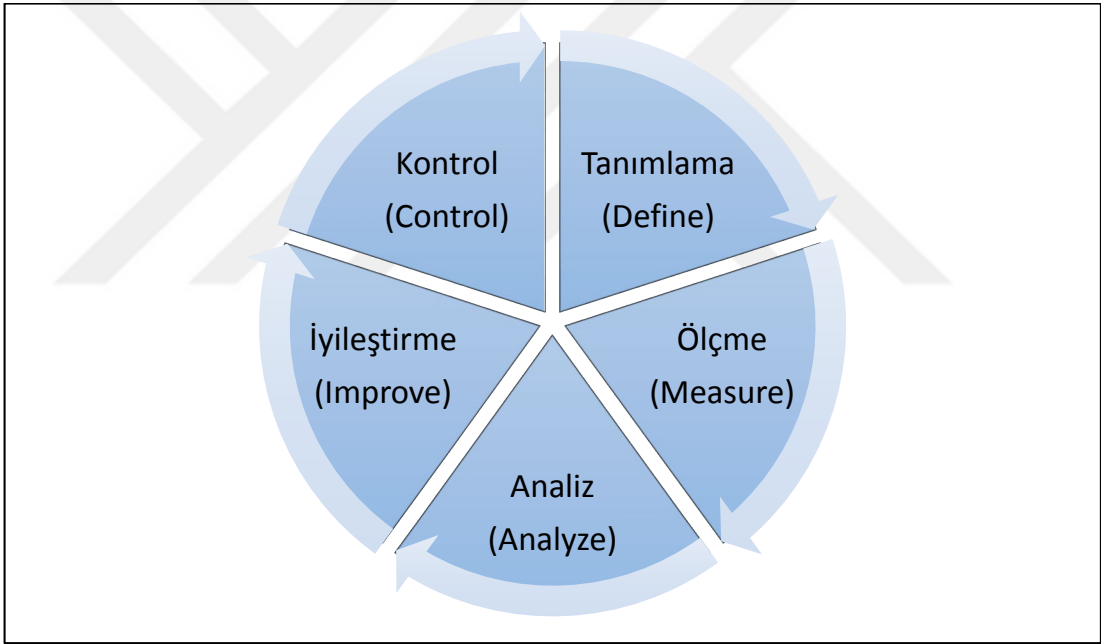 Kontrol
(Control)
Tanımlama
(Define)
İyileştirme
(Improve)
Ölçme
(Measure)
Analiz
(Analyze)